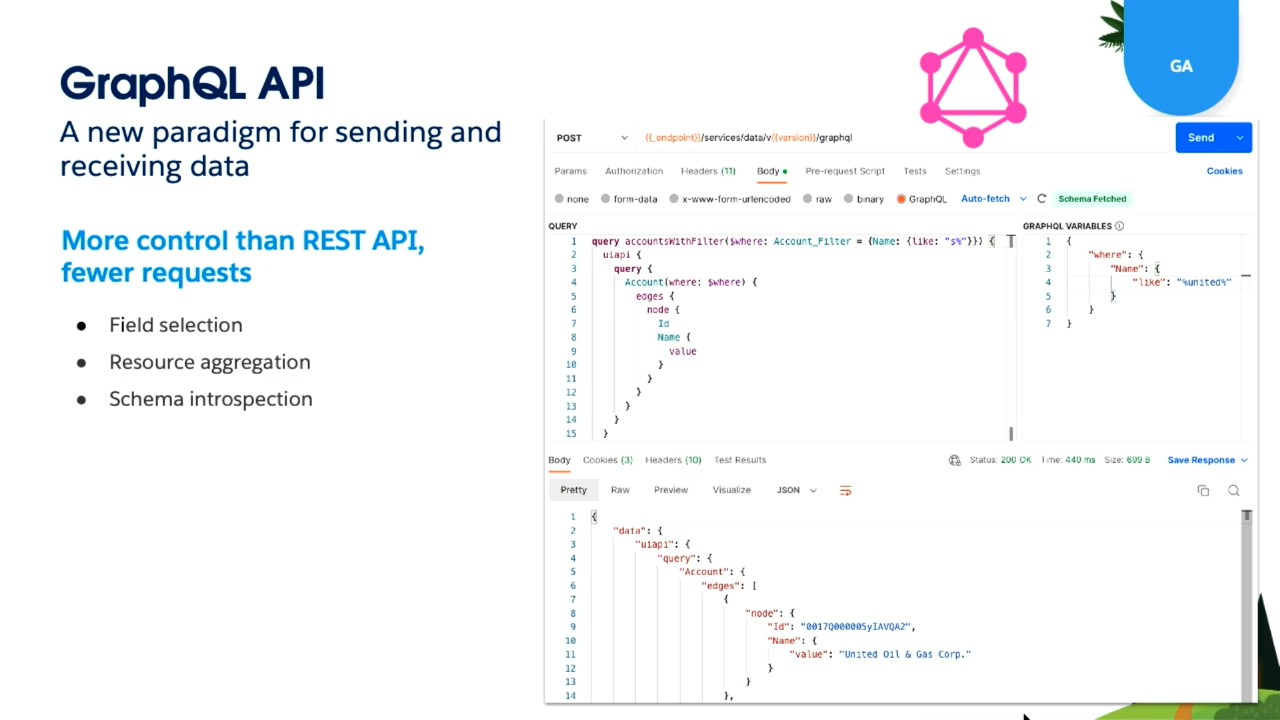 GA
GraphQL API
A new paradigm for sending and
receiving data
More control than REST API,
fewer requests
● Field selection
● Resource aggregation
● Schema introspection
POST {{_endpoint}}/services/data/v{{version}}/graphql Send
Params Authorization Headers (11) Body Pre-request Script Tests Settings Cookies
none form-data x-www-form-urlencoded raw binary GraphQL Auto-fetch Schema Fetched
QUERY
1 query accountsWithFilter($where: Account_Filter = {Name: {like: "s%"}}) {
2 uiapi {
3 query {
4 Account(where: $where) {
5 edges {
6 node {
7 Id
8 Name {
9 value
10 }
11 }
12 }
13 }
14 }
15 }
GRAPHQL VARIABLES
1 {
2 "where": {
3 "Name": {
4 "like": "%united%"
5 }
6 }
7 }
Body Cookies (3) Headers (10) Test Results Status: 200 OK Time: 440 ms Size: 699 B Save Response
Pretty Raw Preview Visualize JSON
1 {
2 "data": {
3 "uiapi": {
4 "query": {
5 "Account": {
6 "edges": [
7 {
8 "node": {
9 "Id": "0017Q000005yIAVQA2",
10 "Name": {
11 "value": "United Oil & Gas Corp."
12 }
13 }
14 },